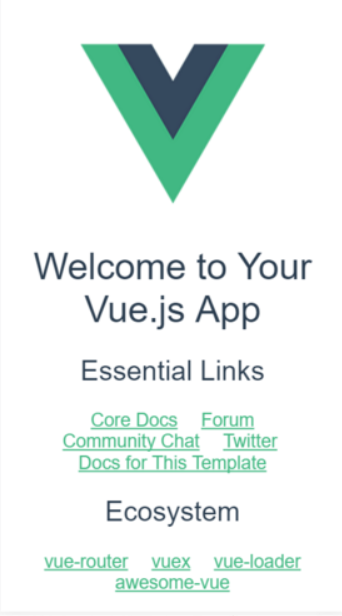 Welcome to Your
Vue.js App
Essential Links
Core Docs Forum
Community Chat Twitter
Docs for This Template
Ecosystem
vue-router vuex vue-loader
awesome-vue